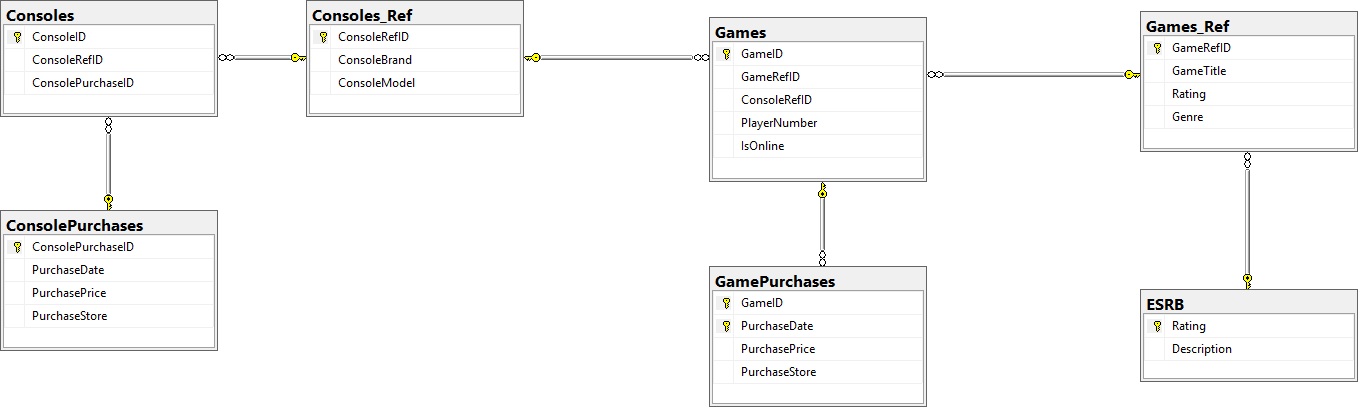 Consoles
ConsoleID
ConsoleRefID
ConsolePurchaseID
Consoles_Ref
ConsoleRefID
ConsoleBrand
ConsoleModel
Games
GameID
GameRefID
ConsoleRefID
PlayerNumber
IsOnline
Games_Ref
GameRefID
GameTitle
Rating
Genre
ConsolePurchases
ConsolePurchaseID
PurchaseDate
PurchasePrice
PurchaseStore
GamePurchases
GameID
PurchaseDate
PurchasePrice
PurchaseStore
ESRB
Rating
Description